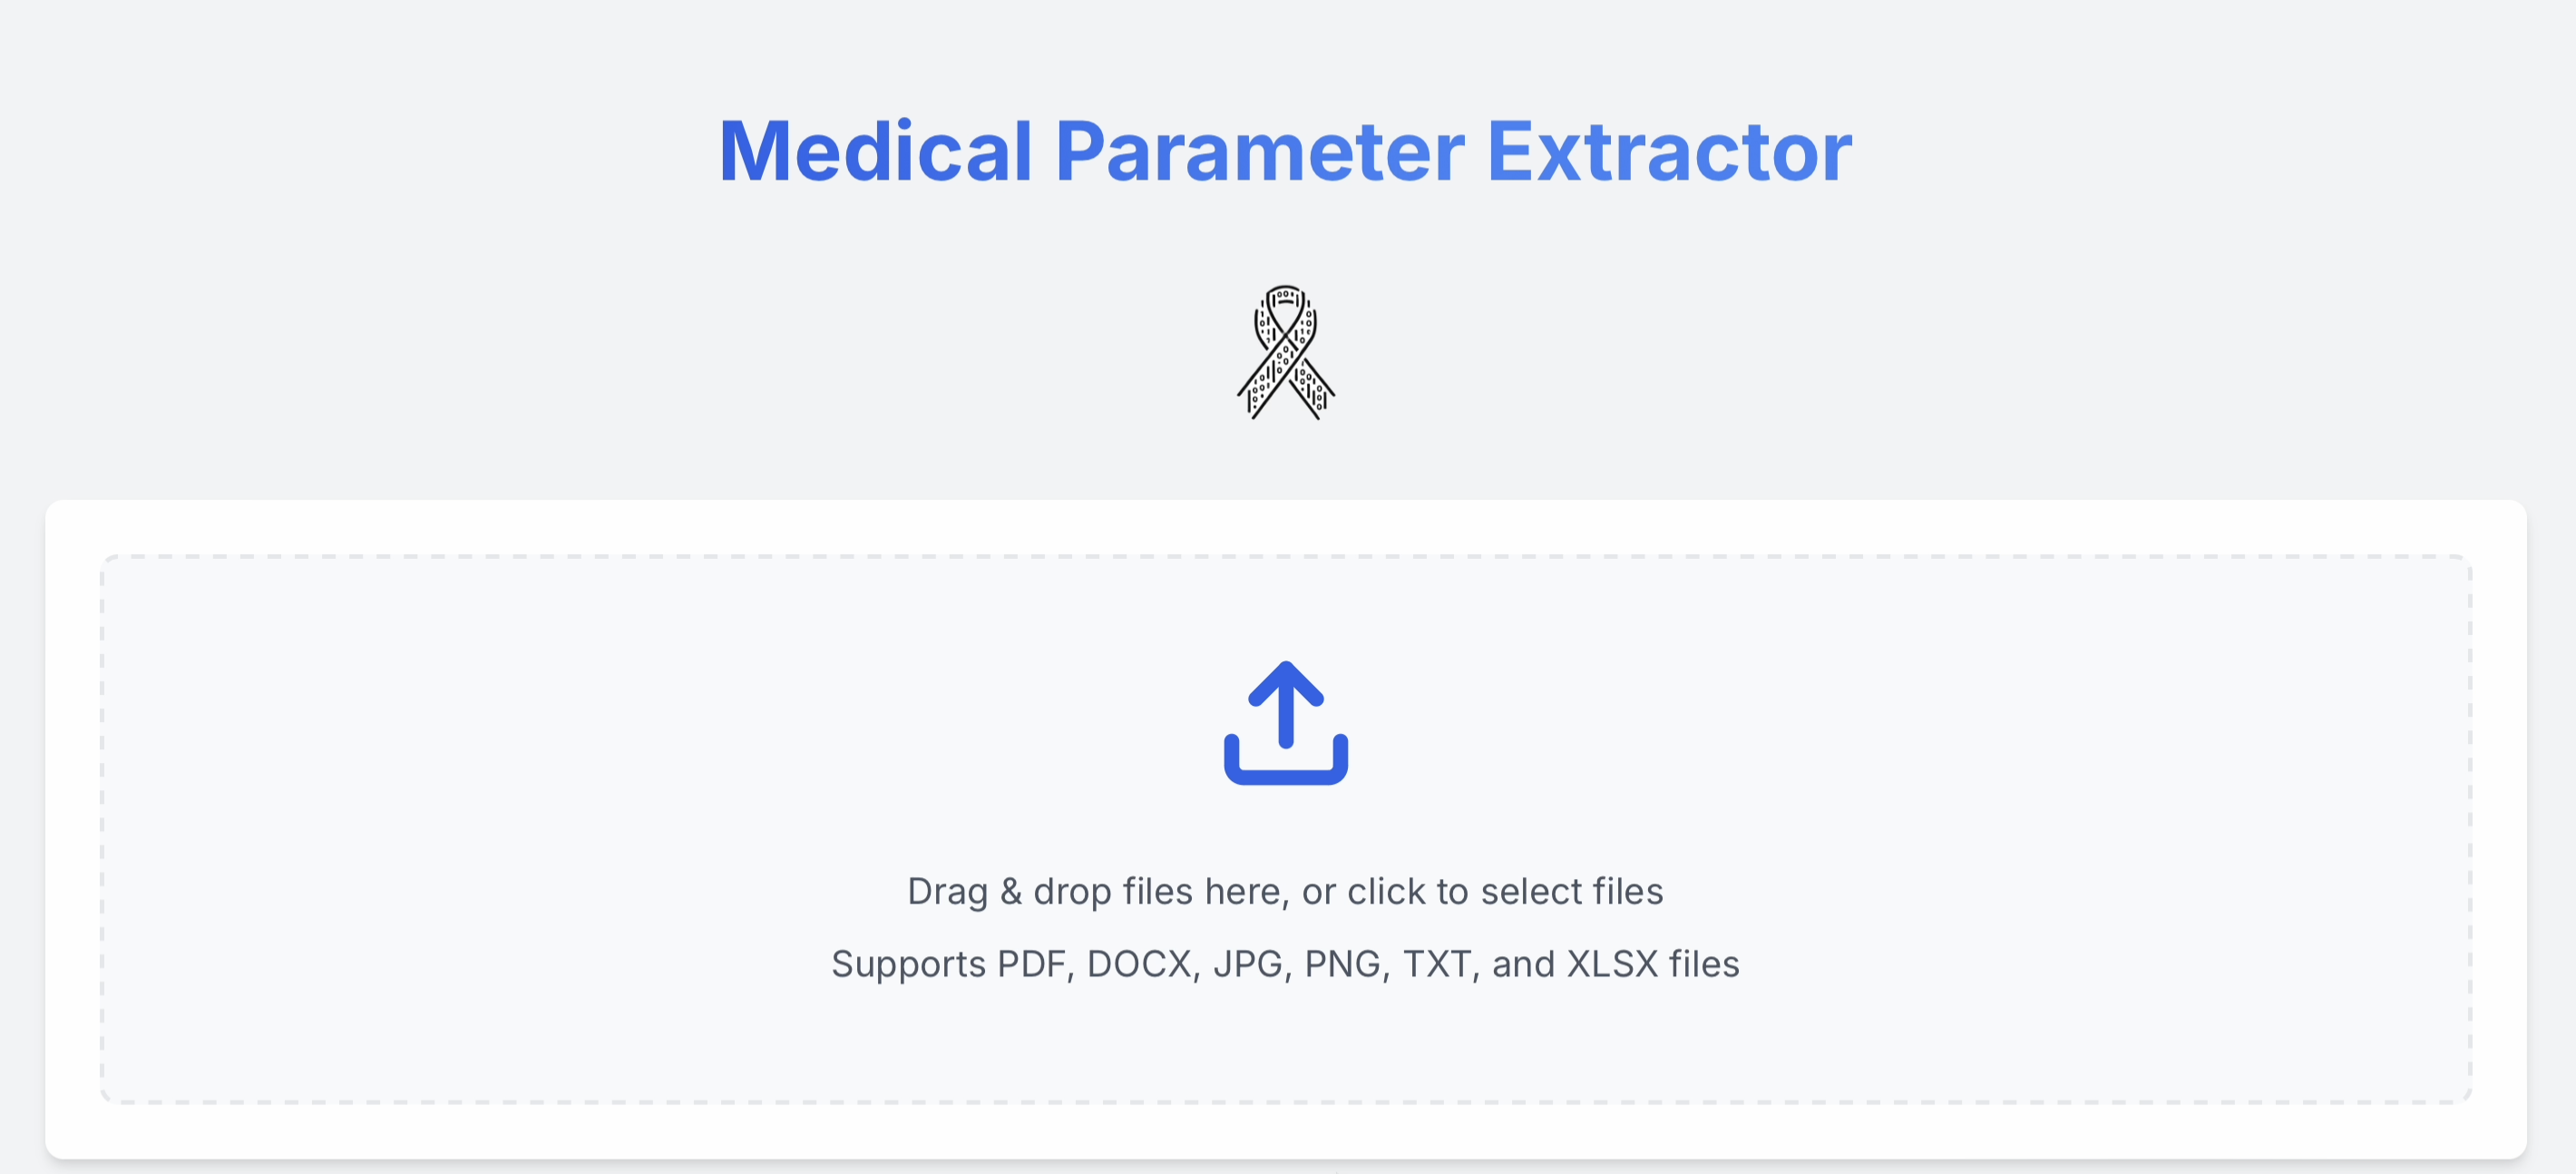 Medical Parameter Extractor
Drag & drop files here, or click to select files
Supports PDF, DOCX, JPG, PNG, TXT, and XLSX files